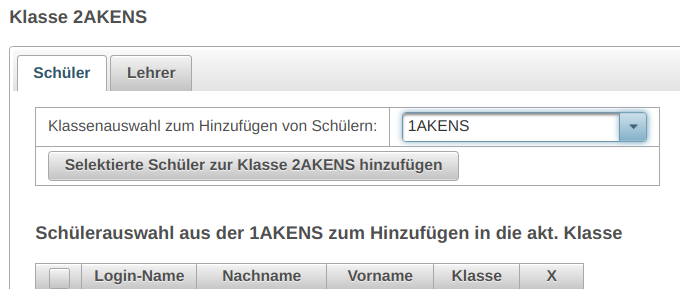 Klasse 2AKENS
Schüler Lehrer
Klassenauswahl zum Hinzufügen von Schülern: 1AKENS
Selektierte Schüler zur Klasse 2AKENS hinzufügen
Schülerauswahl aus der 1AKENS zum Hinzufügen in die akt. Klasse
Login-Name Nachname Vorname Klasse X